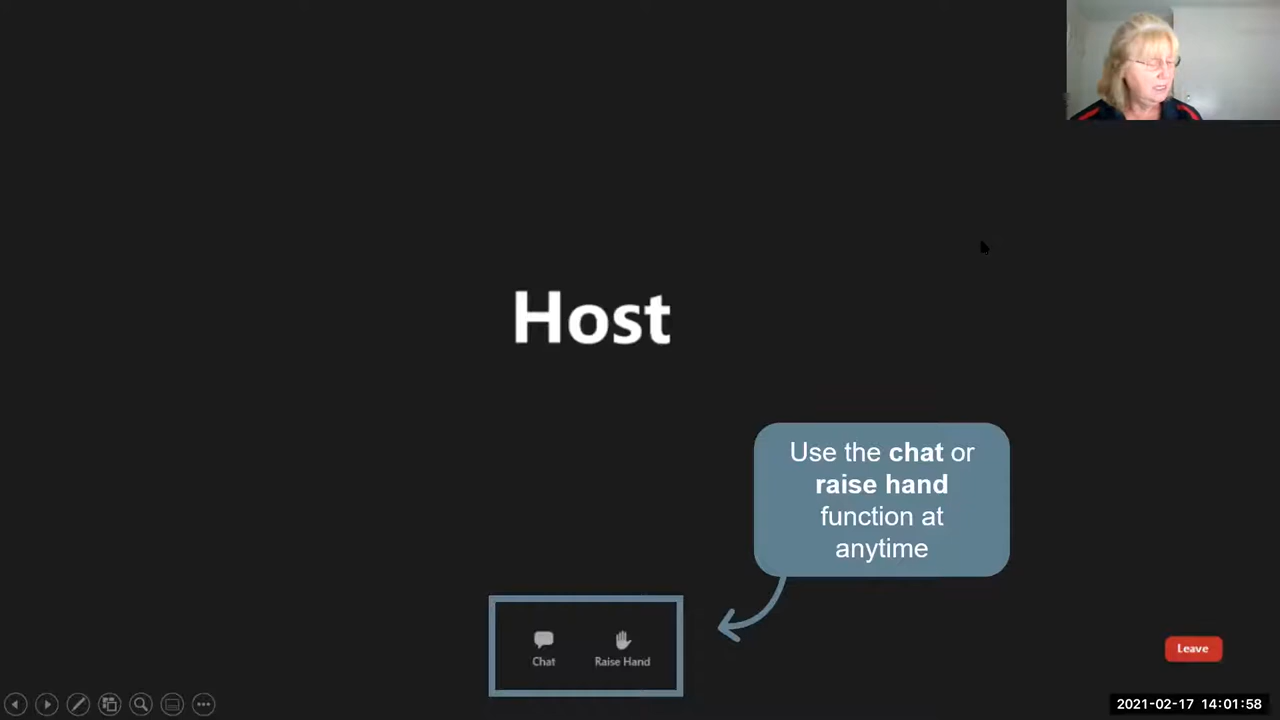 Host
Use the chat or
raise hand
function at
anytime
Chat
Raise Hand
Leave
2021-02-17 14:01:58